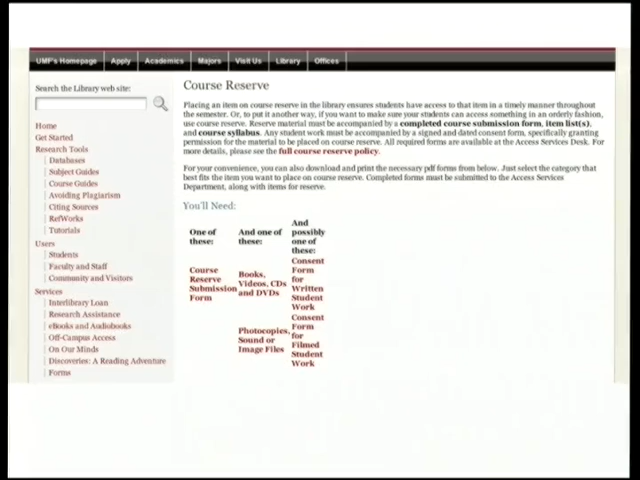 UMF's Homepage Apply Academics Majors Visit Us Library Offices
Search the Library web site:
Home
Get Started
Research Tools
Databases
Subject Guides
Course Guides
Avoiding Plagiarism
Citing Sources
RefWorks
Tutorials
Users
Students
Faculty and Staff
Community and Visitors
Services
Interlibrary Loan
Research Assistance
eBooks and Audiobooks
Off-Campus Access
On Our Minds
Discoveries: A Reading Adventure
Forms
Course Reserve
Placing an item on course reserve in the library ensures students have access to that item in a timely manner throughout
the semester. Or, to put it another way, if you want to make sure your students can access something in an orderly fashion,
use course reserve. Reserve material must be accompanied by a completed course submission form, item list(s),
and course syllabus. Any student work must be accompanied by a signed and dated consent form, specifically granting
permission for the material to be placed on course reserve. All required forms are available at the Access Services Desk. For
more details, please see the full course reserve policy.
For your convenience, you can also download and print the necessary pdf forms from below. Just select the category that
best fits the item you want to place on course reserve. Completed forms must be submitted to the Access Services
Department, along with items for reserve.
You'll Need:
One of
these:
And one of
these:
And
possibly
one of
these:
Course
Reserve
Submission
Form
Books,
Videos, CDs
and DVDs
Consent
Form
for
Written
Student
Work
Photocopies,
Sound or
Image Files
Consent
Form
for
Filmed
Student
Work